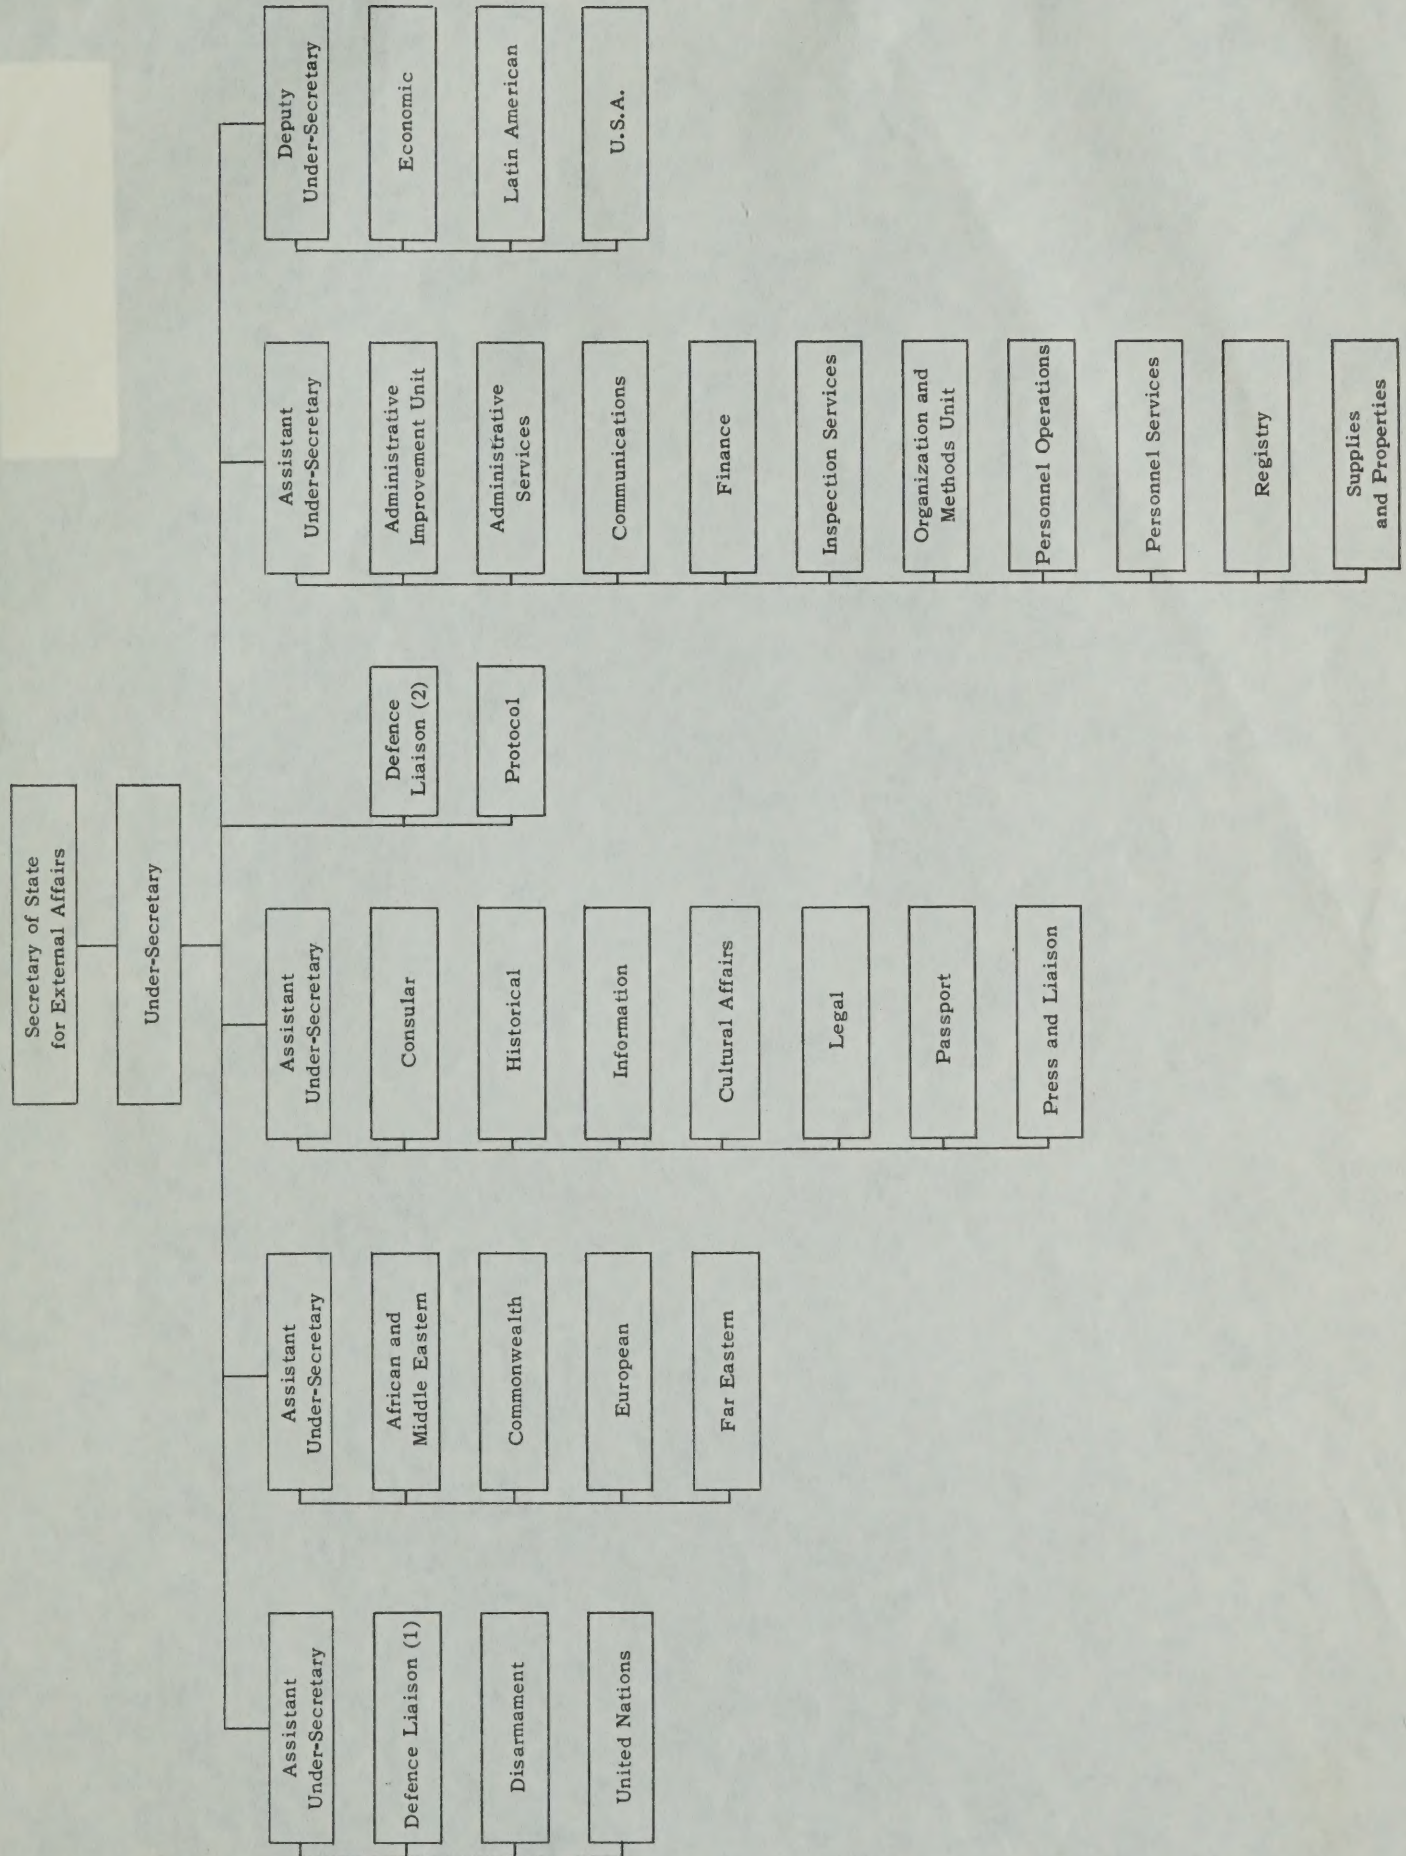 Secretary of State
for External Affairs
Under-Secretary
Assistant
Under-Secretary
Defence Liaison (1)
Disarmament
United Nations
Assistant
Under-Secretary
African and
Middle Eastern
Commonwealth
European
Far Eastern
Assistant
Under-Secretary
Consular
Historical
Information
Cultural Affairs
Legal
Passport
Press and Liaison
Defence
Liaison (2)
Protocol
Assistant
Under-Secretary
Administrative
Improvement Unit
Administrative
Services
Communications
Finance
Inspection Services
Organization and
Methods Unit
Personnel Operations
Personnel Services
Registry
Supplies
and Properties
Deputy
Under-Secretary
Economic
Latin American
U.S.A.